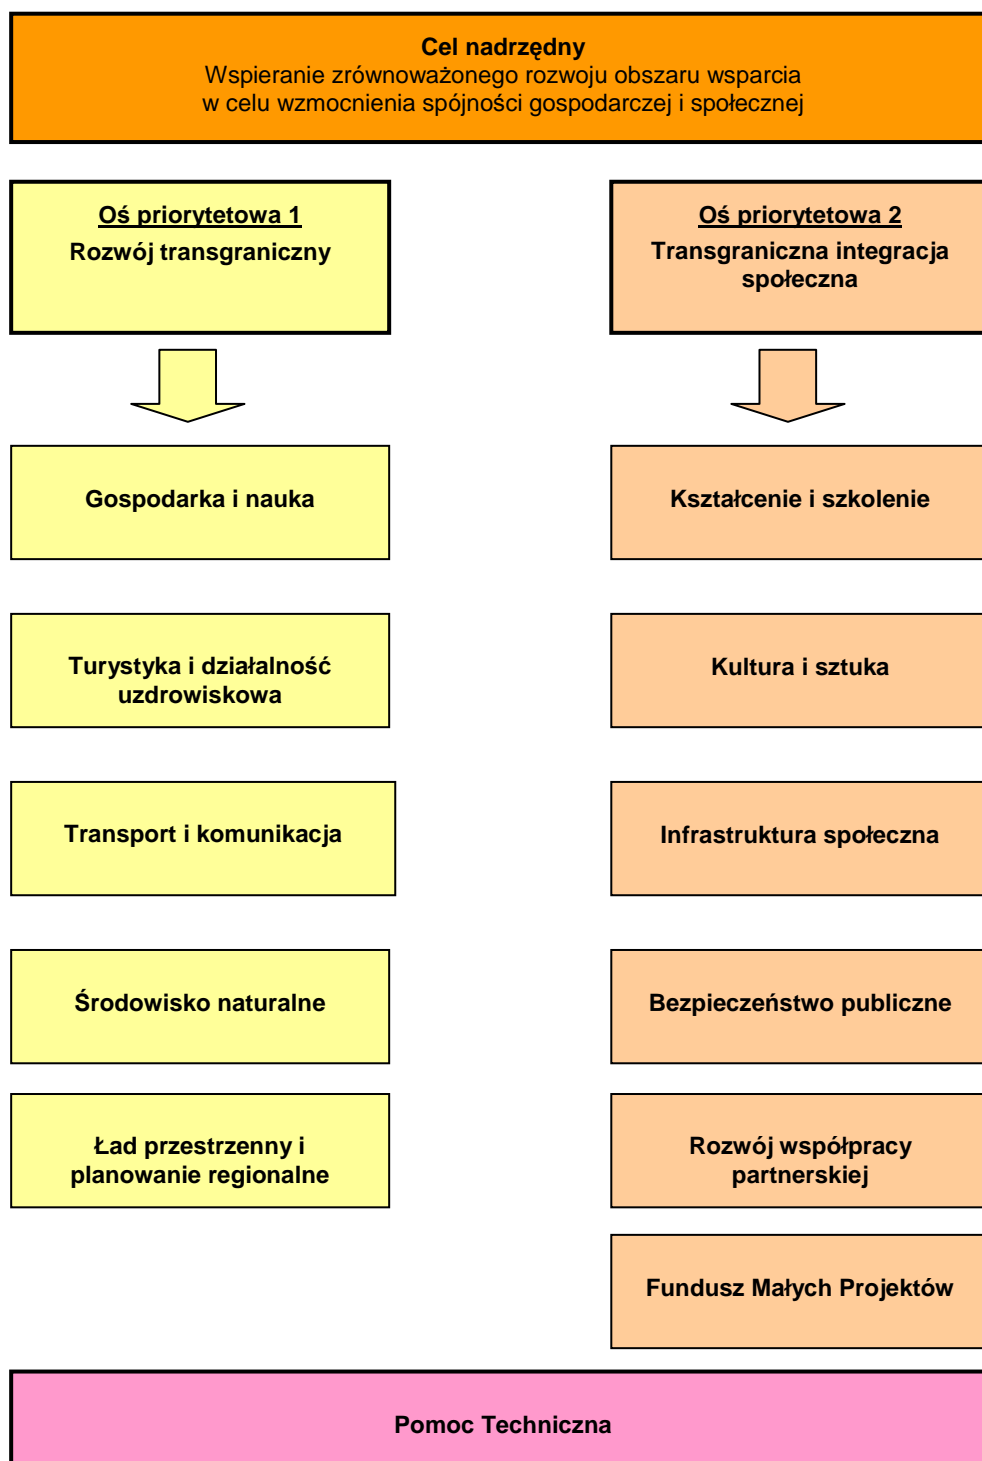 Cel nadrzędny
Wspieranie zrównoważonego rozwoju obszaru wsparcia
w celu wzmocnienia spójności gospodarczej i społecznej
Oś priorytetowa 1
Rozwój transgraniczny
Oś priorytetowa 2
Transgraniczna integracja
społeczna
Gospodarka i nauka
Kształcenie i szkolenie
Turystyka i działalność
uzdrowiskowa
Kultura i sztuka
Transport i komunikacja
Infrastruktura społeczna
Środowisko naturalne
Bezpieczeństwo publiczne
Ład przestrzenny i
planowanie regionalne
Rozwój współpracy
partnerskiej
Fundusz Małych Projektów
Pomoc Techniczna